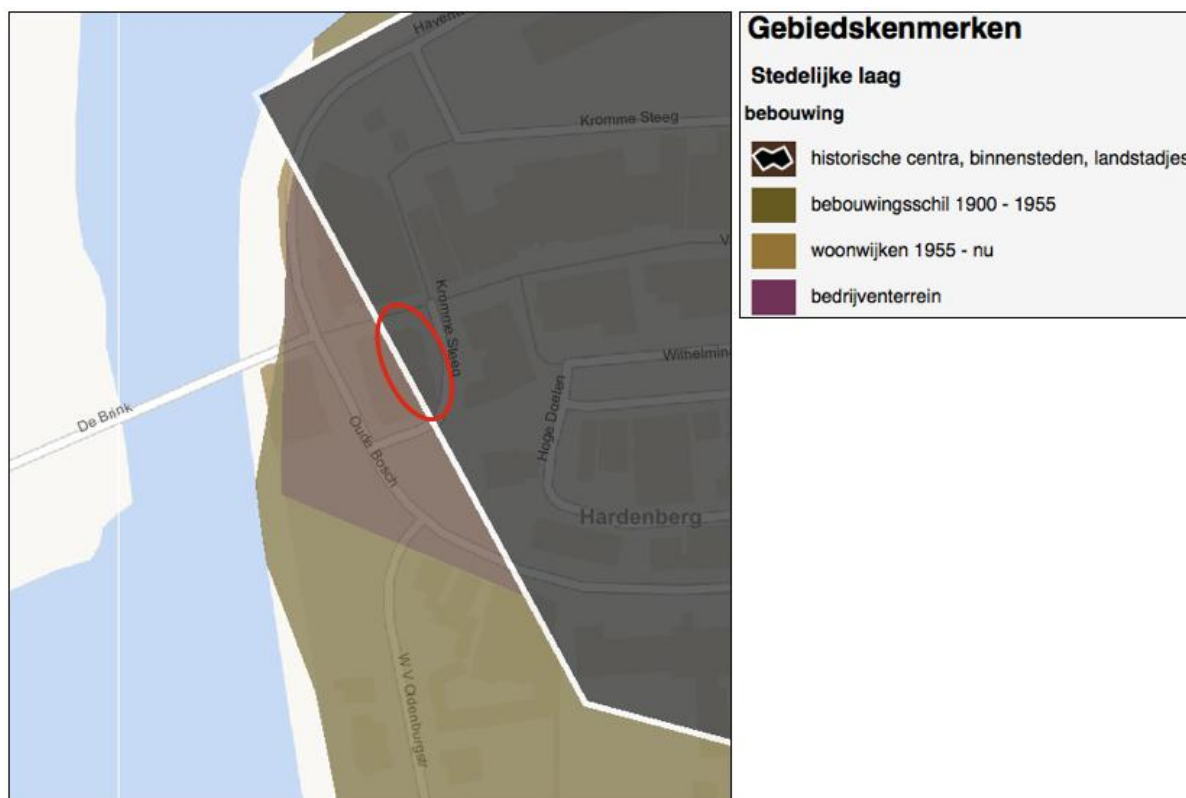 Kromme Steeg
Kromme Steeg
Wilhelmin
De Brink
Oude Bosch
Hoge Doelen
Hardenberg
W V Oldenburgstr
Gebiedskenmerken
Stedelijke laag
bebouwing
historische centra, binnensteden, landstadjes
bebouwingsschil 1900 - 1955
woonwijken 1955 - nu
bedrijventerrein